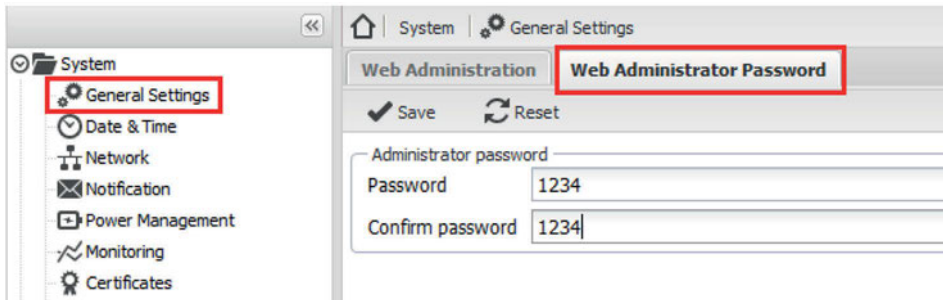 System | General Settings
System
General Settings
Date & Time
Network
Notification
Power Management
Monitoring
Certificates
Web Administration
Web Administrator Password
Save
Reset
Administrator password
Password 1234
Confirm password 1234